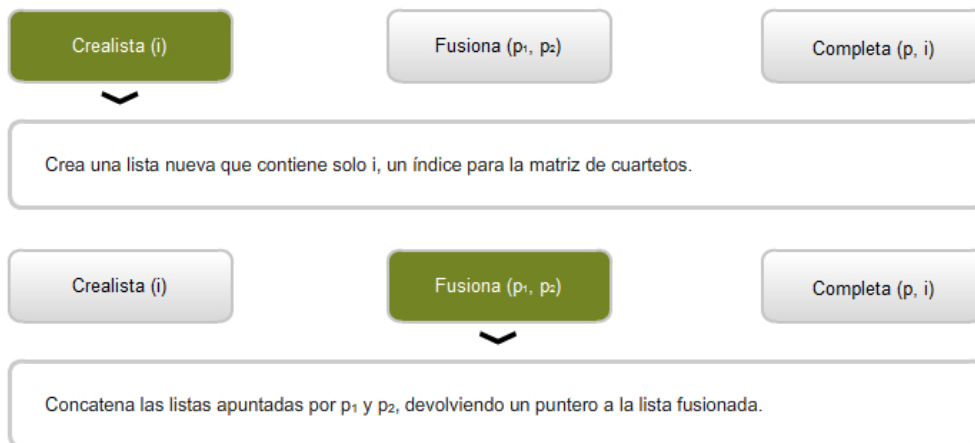 Crealista (i)
Fusiona (p₁, p₂)
Completa (p, i)
Crea una lista nueva que contiene solo i, un índice para la matriz de cuartetos.
Crealista (i)
Fusiona (p₁, p₂)
Completa (p, i)
Concatena las listas apuntadas por p₁ y p₂, devolviendo un puntero a la lista fusionada.